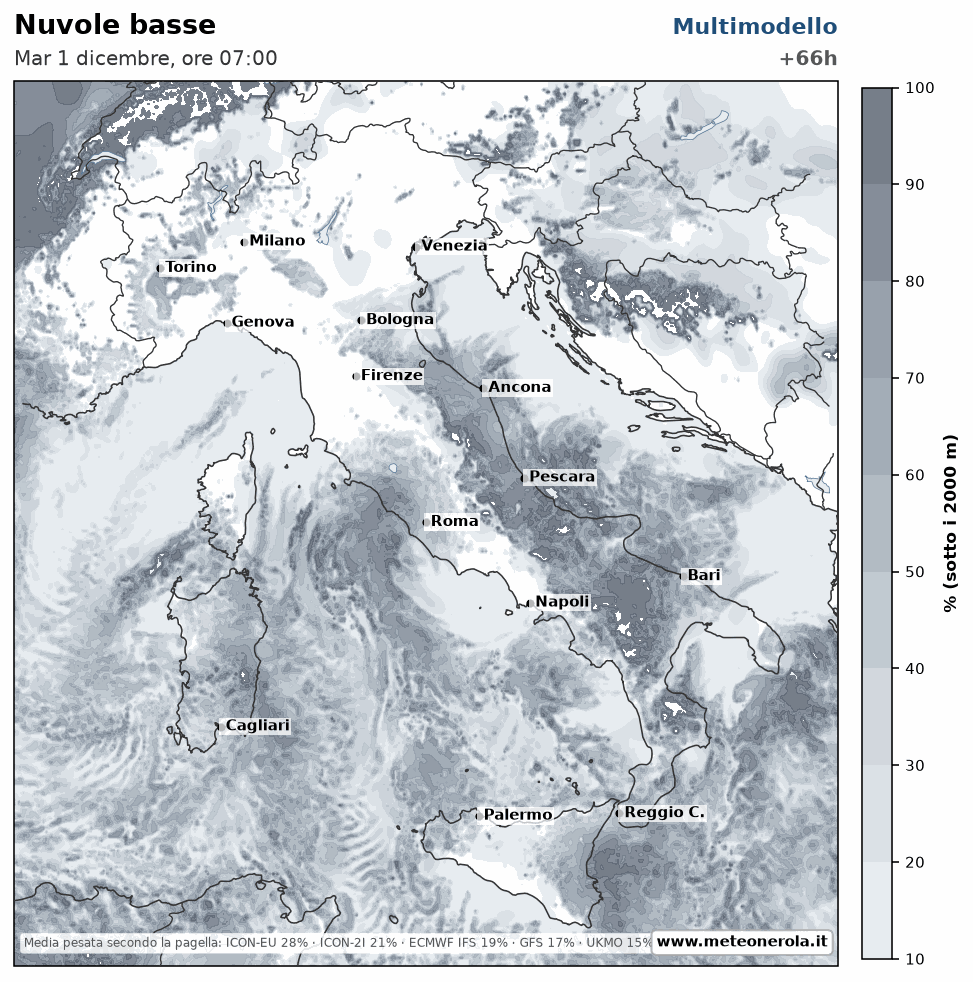 Nuvole basse
Multimodello
Mar 1 dicembre, ore 07:00
+66h
Milano
Venezia
Torino
Genova
Bologna
Firenze
Ancona
Pescara
Roma
Bari
Napoli
Cagliari
Palermo
Reggio C.
100
90
80
70
60
50
40
30
20
10
% (sotto i 2000 m)
Media pesata secondo la pagella: ICON-EU 28% · ICON-2I 21% · ECMWF IFS 19% · GFS 17% · UKMO 15%
www.meteonerola.it